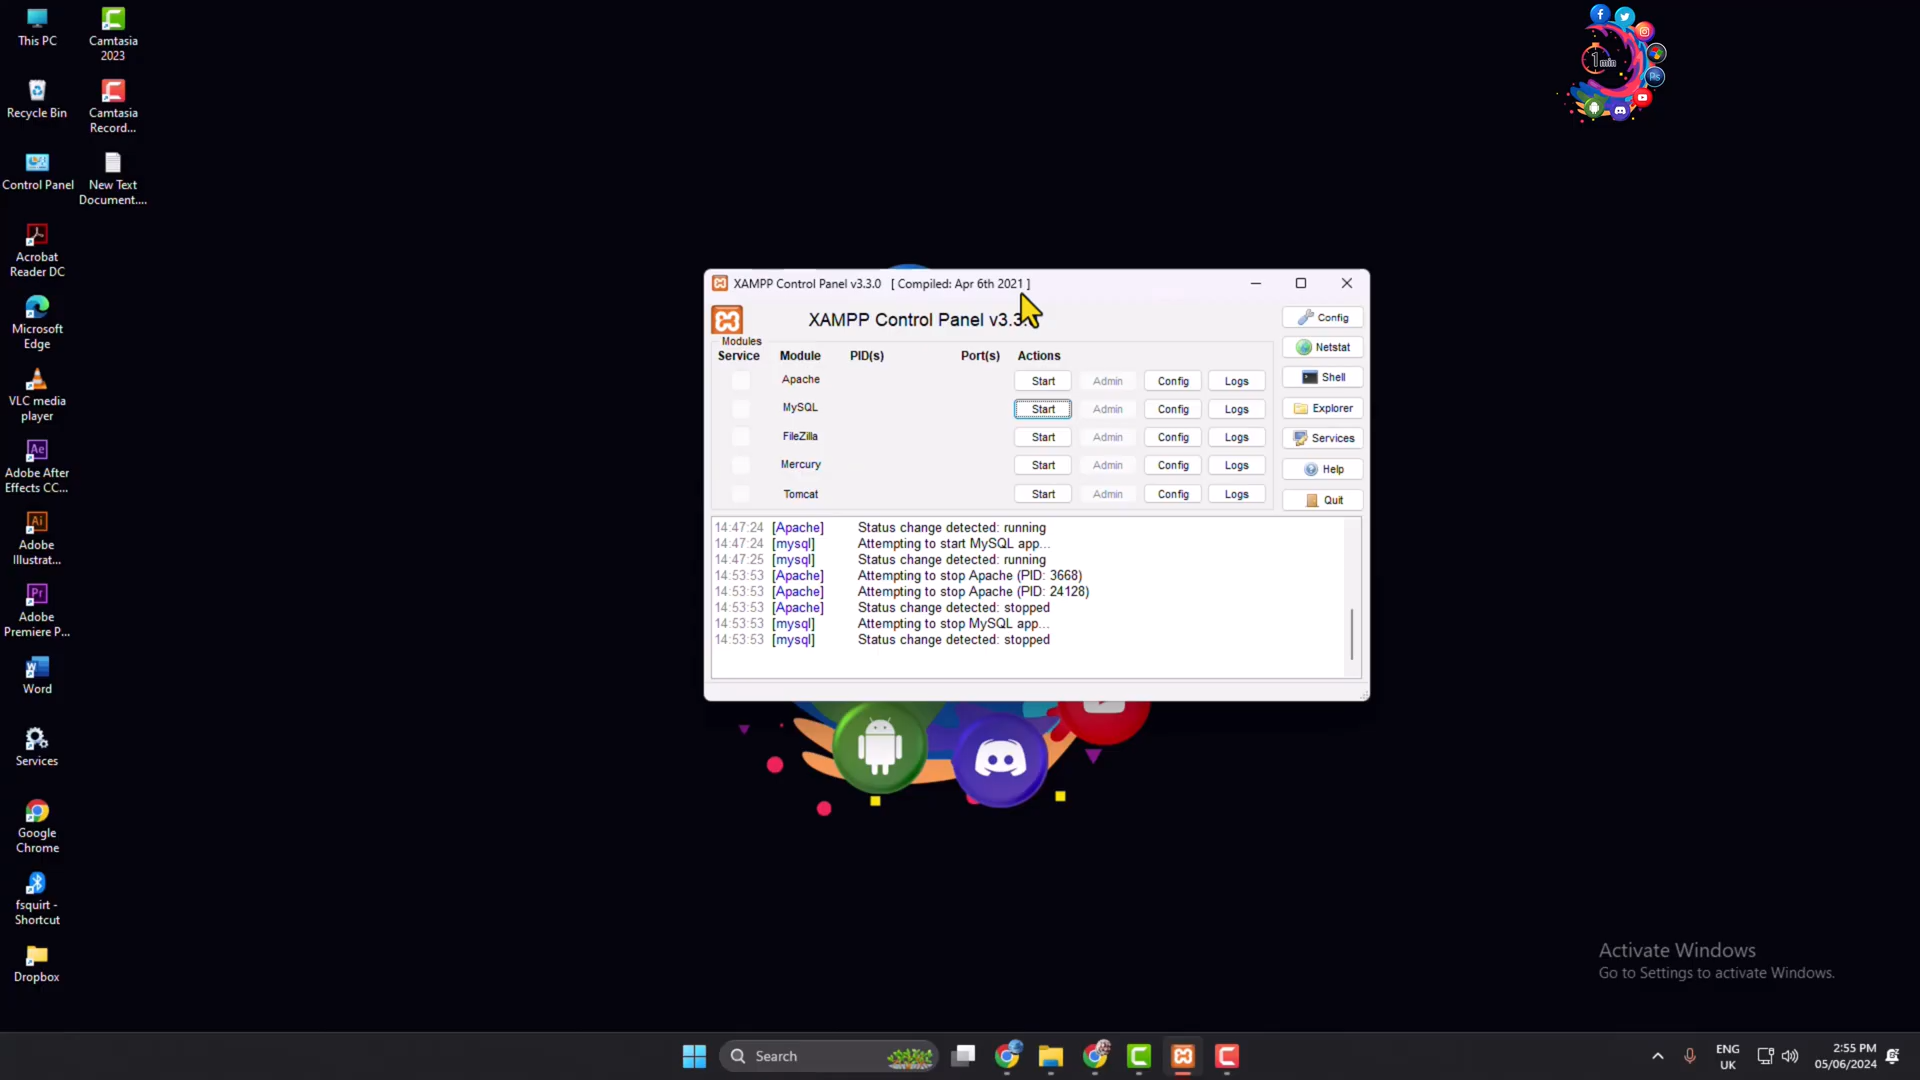 This PC
Camtasia
2023
Recycle Bin
Camtasia
Record...
Control Panel
New Text
Document....
Acrobat
Reader DC
Microsoft
Edge
VLC media
player
Ae
Adobe After
Effects CC...
Ai
Adobe
Illustrat...
Pr
Adobe
Premiere P...
W
Word
Services
Google
Chrome
fsquirt -
Shortcut
Dropbox
1min
Ps
XAMPP Control Panel v3.3.0 [ Compiled: Apr 6th 2021 ]
XAMPP Control Panel
Modules
Service Module PID(s) Port(s) Actions
Apache Start Admin Config Logs
MySQL Start Admin Config Logs
FileZilla Start Admin Config Logs
Mercury Start Admin Config Logs
Tomcat Start Admin Config Logs
Config
Netstat
Shell
Explorer
Services
Help
Quit
14:47:24 [Apache] Status change detected: running
14:47:24 [mysql] Attempting to start MySQL app...
14:47:25 [mysql] Status change detected: running
14:53:53 [Apache] Attempting to stop Apache (PID: 3668)
14:53:53 [Apache] Attempting to stop Apache (PID: 24128)
14:53:53 [Apache] Status change detected: stopped
14:53:53 [mysql] Attempting to stop MySQL app...
14:53:53 [mysql] Status change detected: stopped
Activate Windows
Go to Settings to activate Windows.
Search
ENG
UK
2:55 PM
05/06/2024